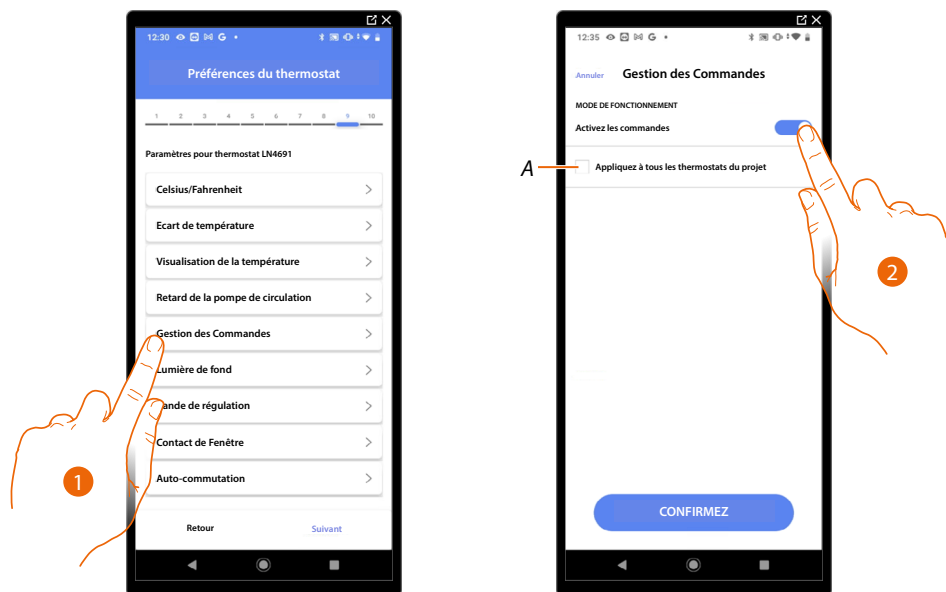 12:30 G
Préférences du thermostat
1 2 3 4 5 6 7 8 9 10
Paramètres pour thermostat LN4691
Celsius/Fahrenheit
Ecart de température
Visualisation de la température
Retard de la pompe de circulation
Gestion des Commandes
Lumière de fond
ande de régulation
Contact de Fenêtre
Auto-commutation
Retour Suivant
1
12:35 G
Annuler Gestion des Commandes
MODE DE FONCTIONNEMENT
Activez les commandes
A
Appliquez à tous les thermostats du projet
2
CONFIRMEZ